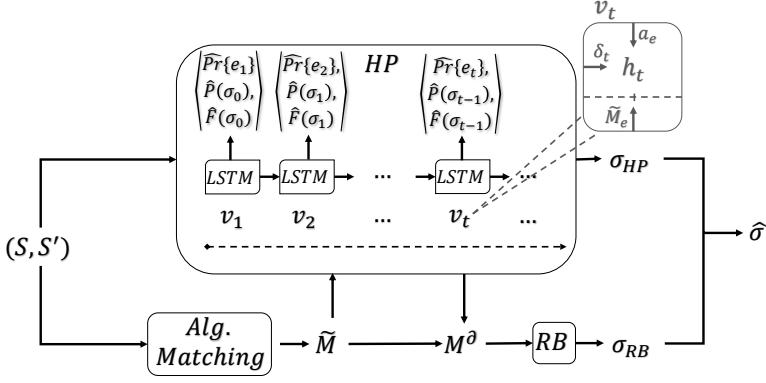 v_t
a_e
δ_t
h_t
M̃_e
HP
⟨P̂r{e_1}, P̂(σ_0), F̂(σ_0)⟩
⟨P̂r{e_2}, P̂(σ_1), F̂(σ_1)⟩
⟨P̂r{e_t}, P̂(σ_{t-1}), F̂(σ_{t-1})⟩
LSTM LSTM ... LSTM ...
v_1 v_2 ... v_t ...
(S, S′)
σ_HP
σ̂
Alg.
Matching
M̃
M^∂
RB
σ_RB